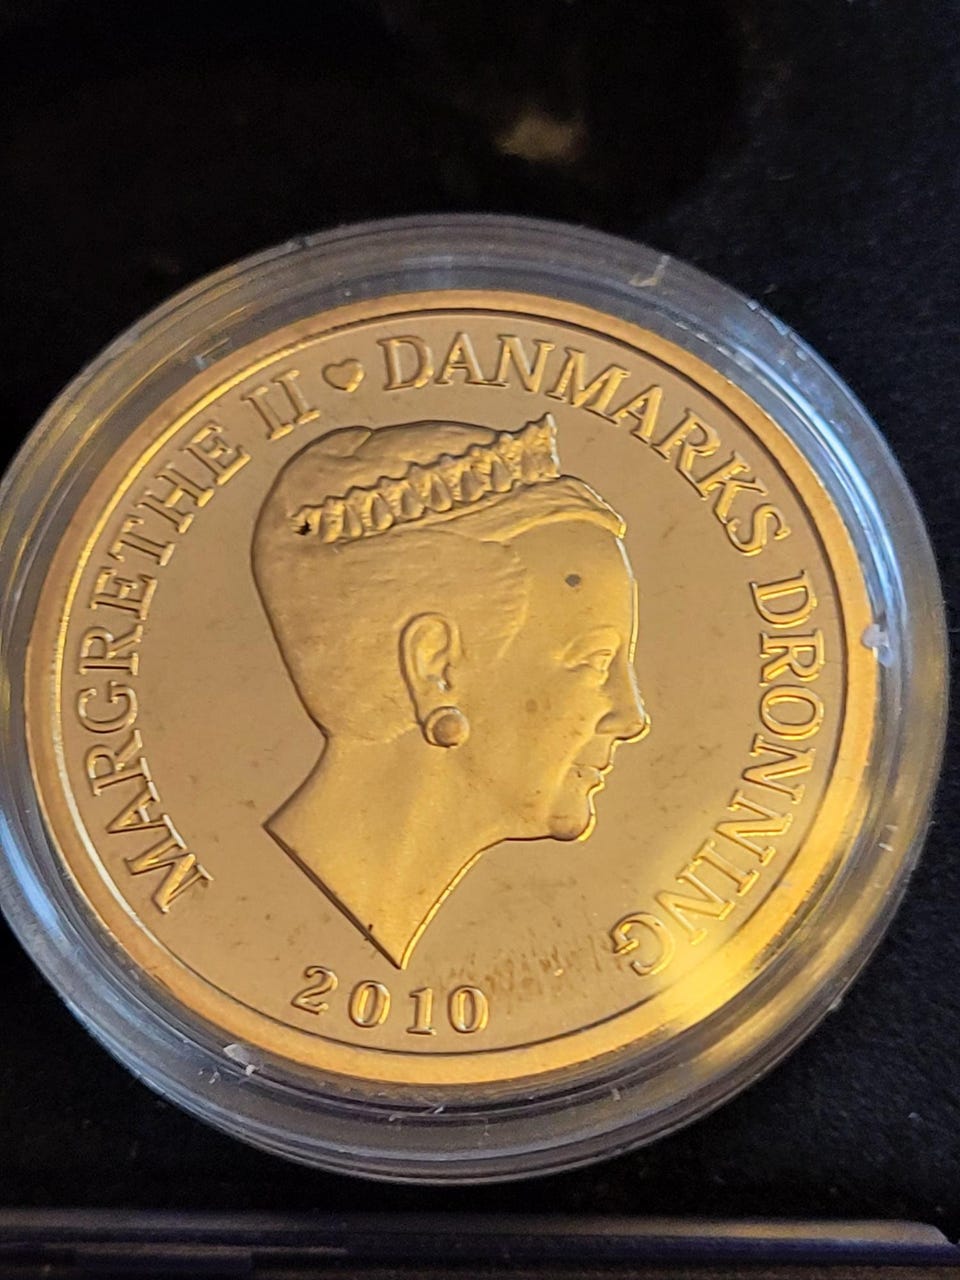 MARGRETHE II ♥ DANMARKS DRONNING
2010